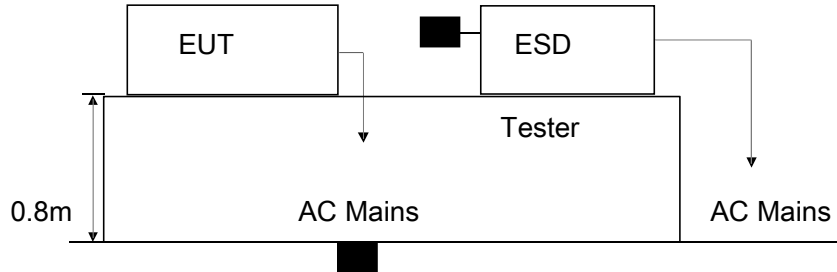 EUT
ESD
Tester
0.8m
AC Mains
AC Mains